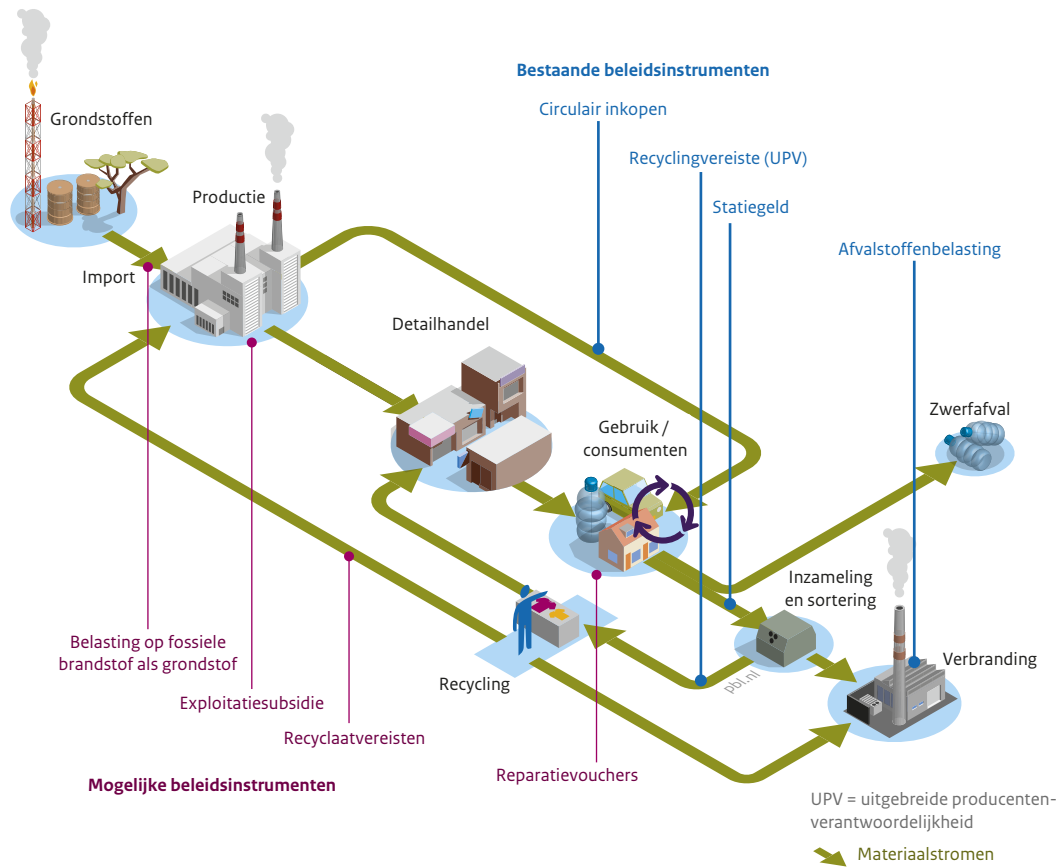 Bestaande beleidsinstrumenten
Circulair inkopen
Grondstoffen
Recyclingvereiste (UPV)
Productie
Statiegeld
Afvalstoffenbelasting
Import
Detailhandel
Zwerfafval
Gebruik /
consumenten
Inzameling
en sortering
Belasting op fossiele
brandstof als grondstof
Verbranding
Recycling
pbl.nl
Exploitatiesubsidie
Recyclaatvereisten
Reparatievouchers
Mogelijke beleidsinstrumenten
UPV = uitgebreide producenten-
verantwoordelijkheid
Materiaalstromen